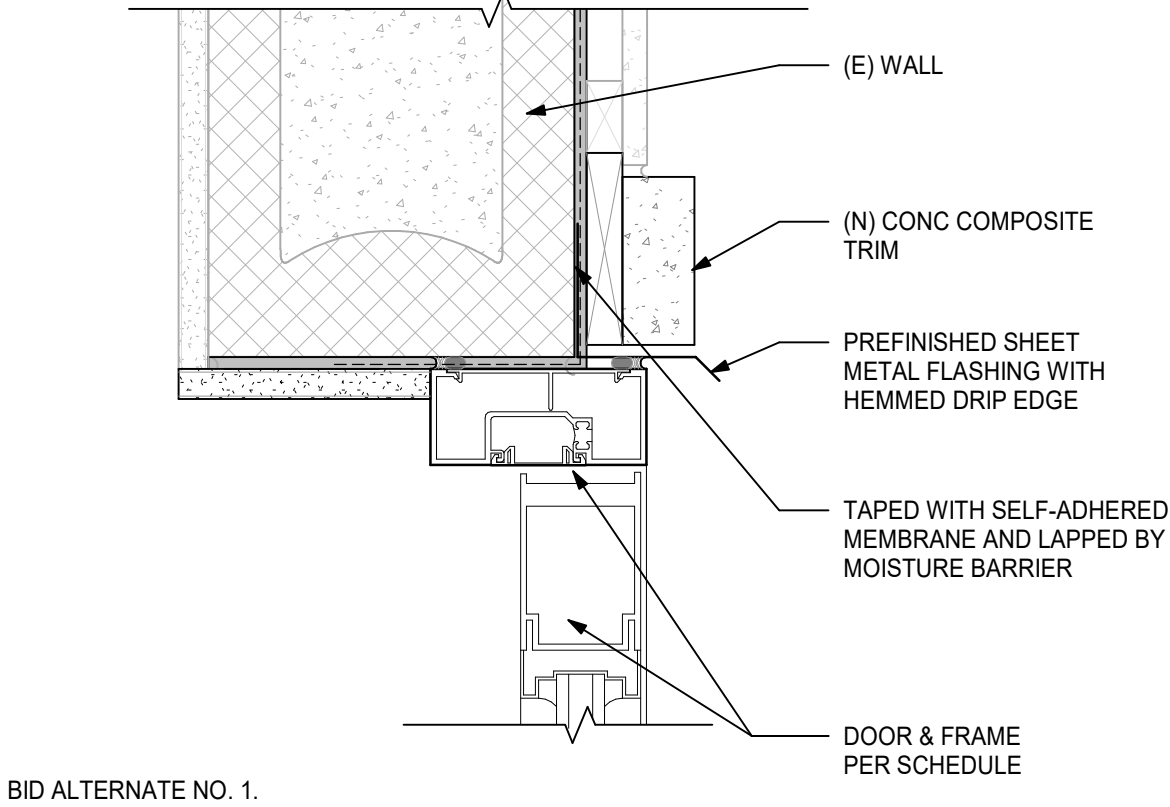 (E) WALL
(N) CONC COMPOSITE
TRIM
PREFINISHED SHEET
METAL FLASHING WITH
HEMMED DRIP EDGE
TAPED WITH SELF-ADHERED
MEMBRANE AND LAPPED BY
MOISTURE BARRIER
DOOR & FRAME
PER SCHEDULE
BID ALTERNATE NO. 1.